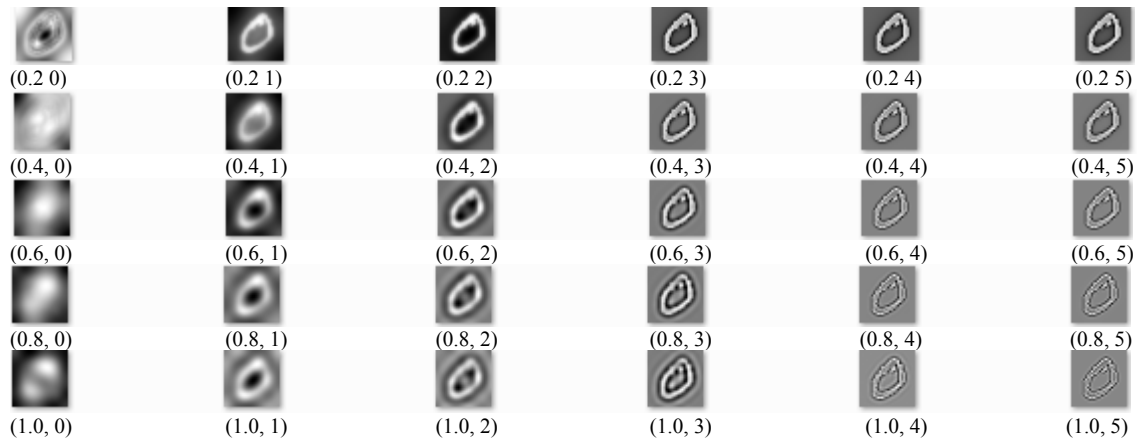 (0.2 0) (0.2 1) (0.2 2) (0.2 3) (0.2 4) (0.2 5)
(0.4, 0) (0.4, 1) (0.4, 2) (0.4, 3) (0.4, 4) (0.4, 5)
(0.6, 0) (0.6, 1) (0.6, 2) (0.6, 3) (0.6, 4) (0.6, 5)
(0.8, 0) (0.8, 1) (0.8, 2) (0.8, 3) (0.8, 4) (0.8, 5)
(1.0, 0) (1.0, 1) (1.0, 2) (1.0, 3) (1.0, 4) (1.0, 5)